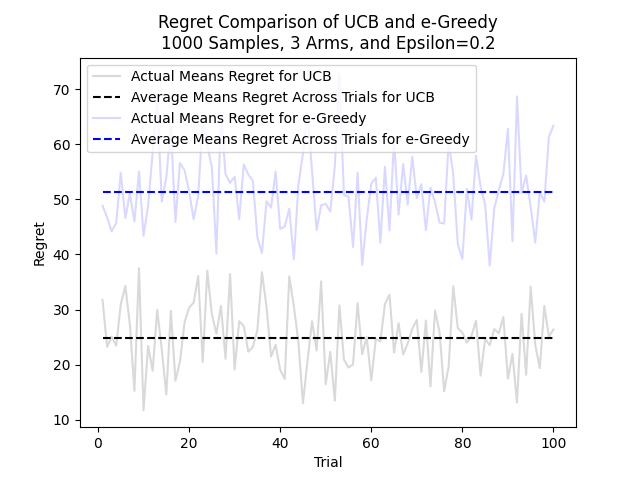 Regret Comparison of UCB and e-Greedy
1000 Samples, 3 Arms, and Epsilon=0.2
Actual Means Regret for UCB
Average Means Regret Across Trials for UCB
Actual Means Regret for e-Greedy
Average Means Regret Across Trials for e-Greedy
Regret
70
60
50
40
30
20
10
0 20 40 60 80 100
Trial